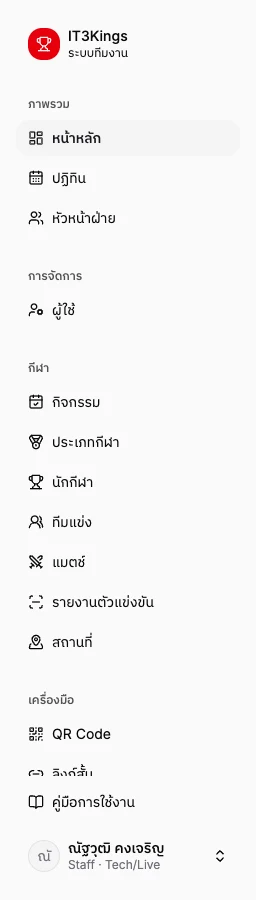 IT3Kings
ระบบทีมงาน
ภาพรวม
หน้าหลัก
ปฏิทิน
หัวหน้าฝ่าย
การจัดการ
ผู้ใช้
กีฬา
กิจกรรม
ประเภทกีฬา
นักกีฬา
ทีมแข่ง
แมตช์
รายงานตัวแข่งขัน
สถานที่
เครื่องมือ
QR Code
ลิงก์สั้น
คู่มือการใช้งาน
ณั
ณัฐวุฒิ คงเจริญ
Staff · Tech/Live